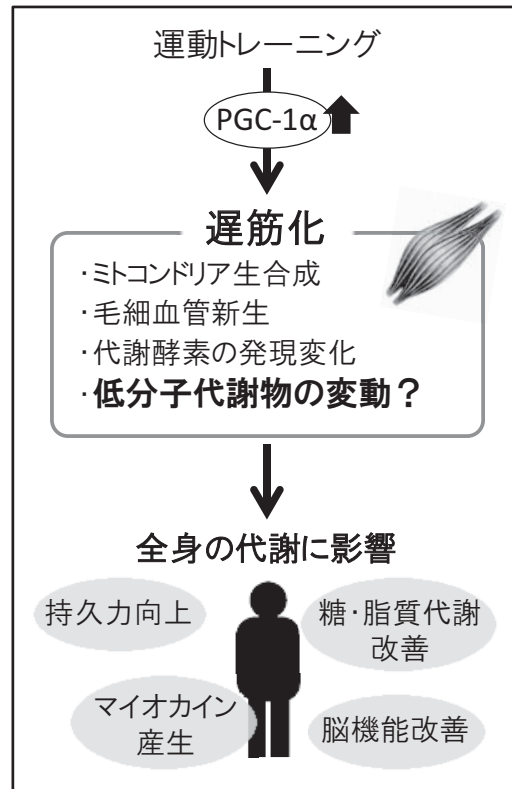 運動トレーニング
PGC-1α
遅筋化
・ミトコンドリア生合成
・毛細血管新生
・代謝酵素の発現変化
・低分子代謝物の変動？
全身の代謝に影響
持久力向上
糖・脂質代謝
改善
マイオカイン
産生
脳機能改善